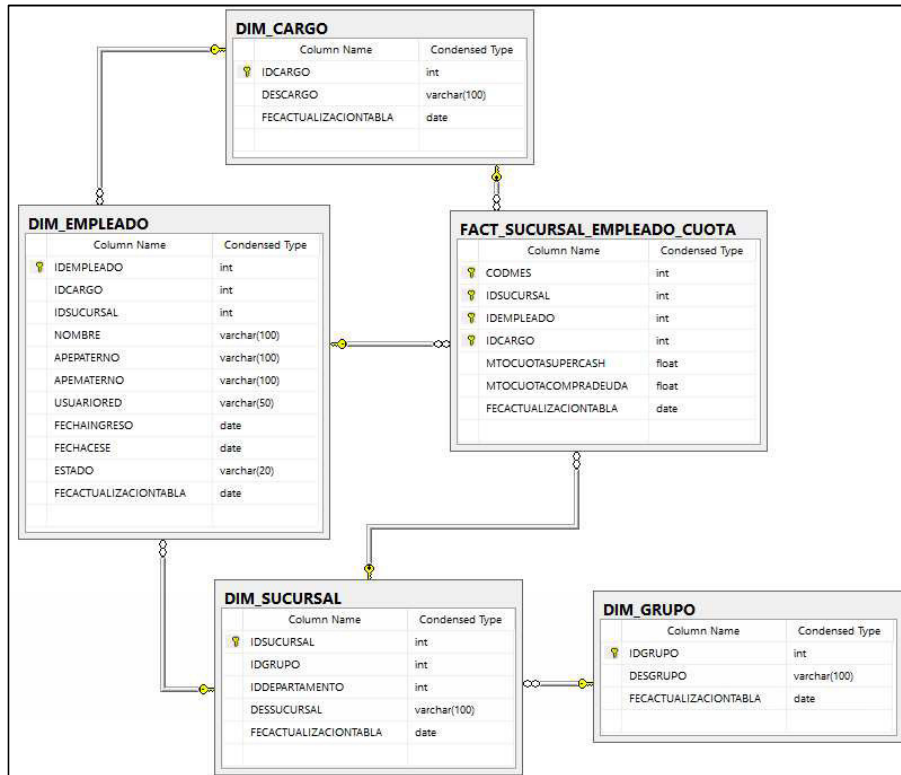 DIM_CARGO
Column Name Condensed Type
IDCARGO int
DESCARGO varchar(100)
FECACTUALIZACIONTABLA date
DIM_EMPLEADO
Column Name Condensed Type
IDEMPLEADO int
IDCARGO int
IDSUCURSAL int
NOMBRE varchar(100)
APEPATERNO varchar(100)
APEMATERNO varchar(100)
USUARIORED varchar(50)
FECHAINGRESO date
FECHACESE date
ESTADO varchar(20)
FECACTUALIZACIONTABLA date
FACT_SUCURSAL_EMPLEADO_CUOTA
Column Name Condensed Type
CODMES int
IDSUCURSAL int
IDEMPLEADO int
IDCARGO int
MTOCUOTASUPERCASH float
MTOCUOTACOMPRADEUDA float
FECACTUALIZACIONTABLA date
DIM_SUCURSAL
Column Name Condensed Type
IDSUCURSAL int
IDGRUPO int
IDDEPARTAMENTO int
DESSUCURSAL varchar(100)
FECACTUALIZACIONTABLA date
DIM_GRUPO
Column Name Condensed Type
IDGRUPO int
DESGRUPO varchar(100)
FECACTUALIZACIONTABLA date